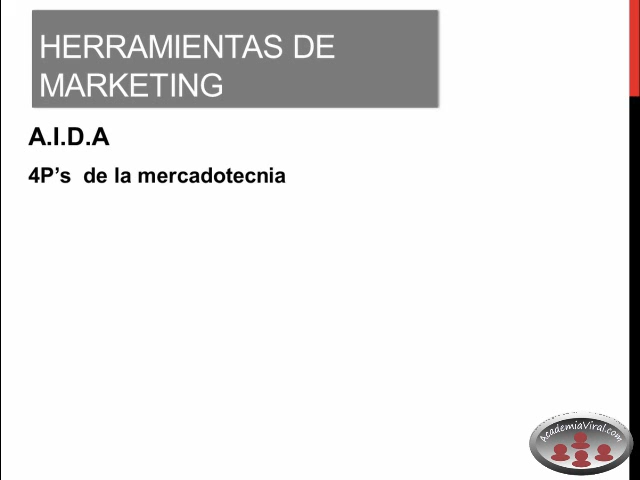 HERRAMIENTAS DE
MARKETING
A.I.D.A
4P’s  de la mercadotecnia
AcademiaViral.com